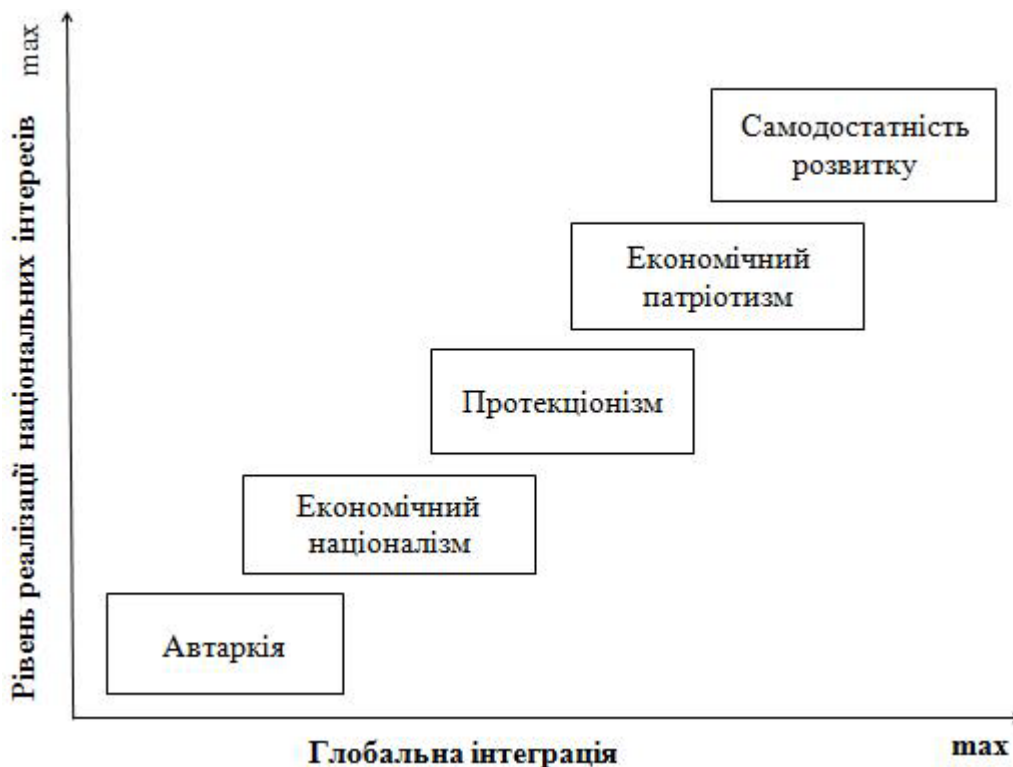 max
Рівень реалізації національних інтересів
Самодостатність
розвитку
Економічний
патріотизм
Протекціонізм
Економічний
націоналізм
Автаркія
Глобальна інтеграція
max